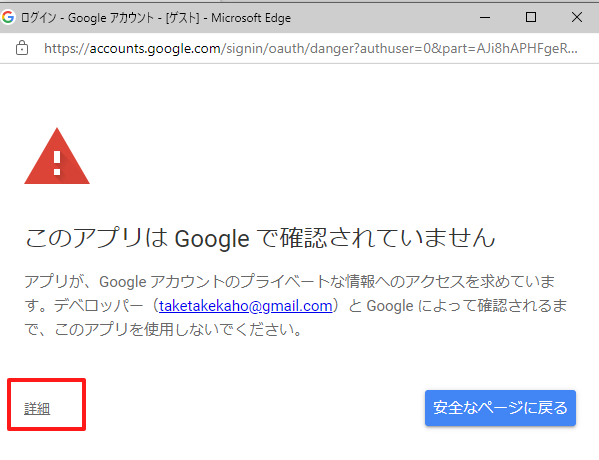 ログイン - Google アカウント - [ゲスト] - Microsoft Edge
https://accounts.google.com/signin/oauth/danger?authuser=0&part=AJi8hAPHFgeR...
このアプリは Google で確認されていません
アプリが、Google アカウントのプライベートな情報へのアクセスを求めていま
す。デベロッパー（taketakekaho@gmail.com）と Google によって確認されるま
で、このアプリを使用しないでください。
詳細
安全なページに戻る